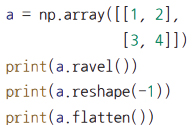 a = np.array([[1, 2],
              [3, 4]])
print(a.ravel())
print(a.reshape(-1))
print(a.flatten())